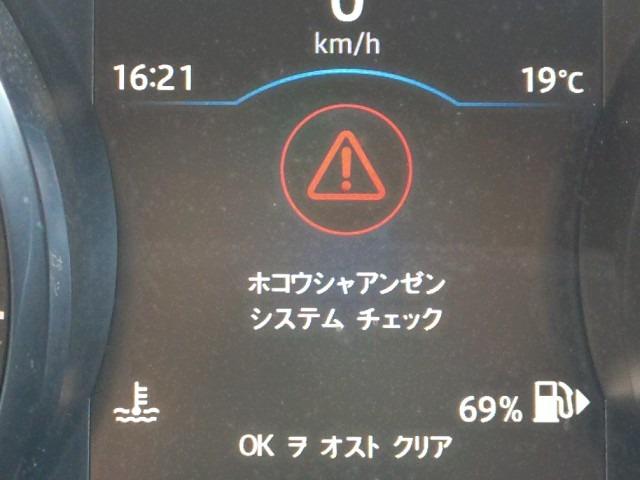 0
km/h
16:21 19℃
ホコウシャアンゼン
システム チェック
69%
OK ヲ オスト クリア